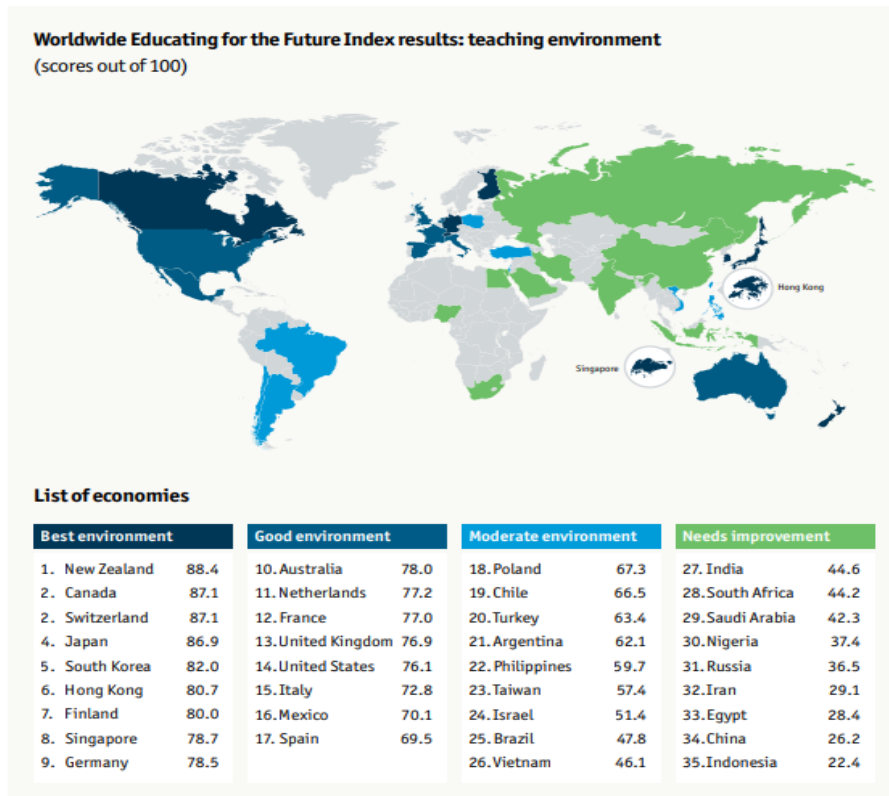 Worldwide Educating for the Future Index results: teaching environment
(scores out of 100)
Hong Kong
Singapore
List of economies
Best environment
1. New Zealand 88.4
2. Canada 87.1
2. Switzerland 87.1
4. Japan 86.9
5. South Korea 82.0
6. Hong Kong 80.7
7. Finland 80.0
8. Singapore 78.7
9. Germany 78.5
Good environment
10. Australia 78.0
11. Netherlands 77.2
12. France 77.0
13. United Kingdom 76.9
14. United States 76.1
15. Italy 72.8
16. Mexico 70.1
17. Spain 69.5
Moderate environment
18. Poland 67.3
19. Chile 66.5
20. Turkey 63.4
21. Argentina 62.1
22. Philippines 59.7
23. Taiwan 57.4
24. Israel 51.4
25. Brazil 47.8
26. Vietnam 46.1
Needs improvement
27. India 44.6
28. South Africa 44.2
29. Saudi Arabia 42.3
30. Nigeria 37.4
31. Russia 36.5
32. Iran 29.1
33. Egypt 28.4
34. China 26.2
35. Indonesia 22.4